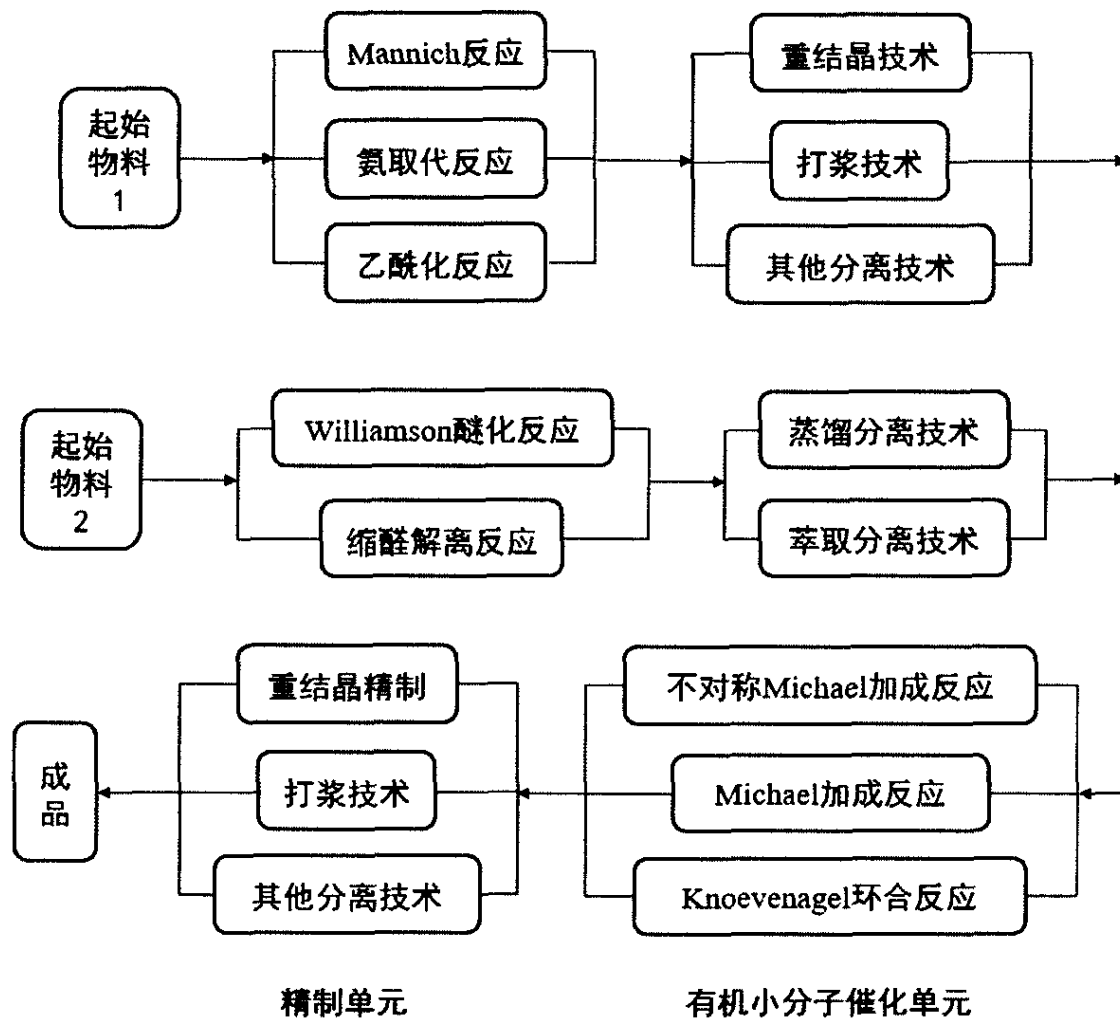 起始
物料
1
Mannich反应
氨取代反应
乙酰化反应
重结晶技术
打浆技术
其他分离技术
起始
物料
2
Williamson醚化反应
缩醛解离反应
蒸馏分离技术
萃取分离技术
成
品
重结晶精制
打浆技术
其他分离技术
不对称Michael加成反应
Michael加成反应
Knoevenagel环合反应
精制单元
有机小分子催化单元